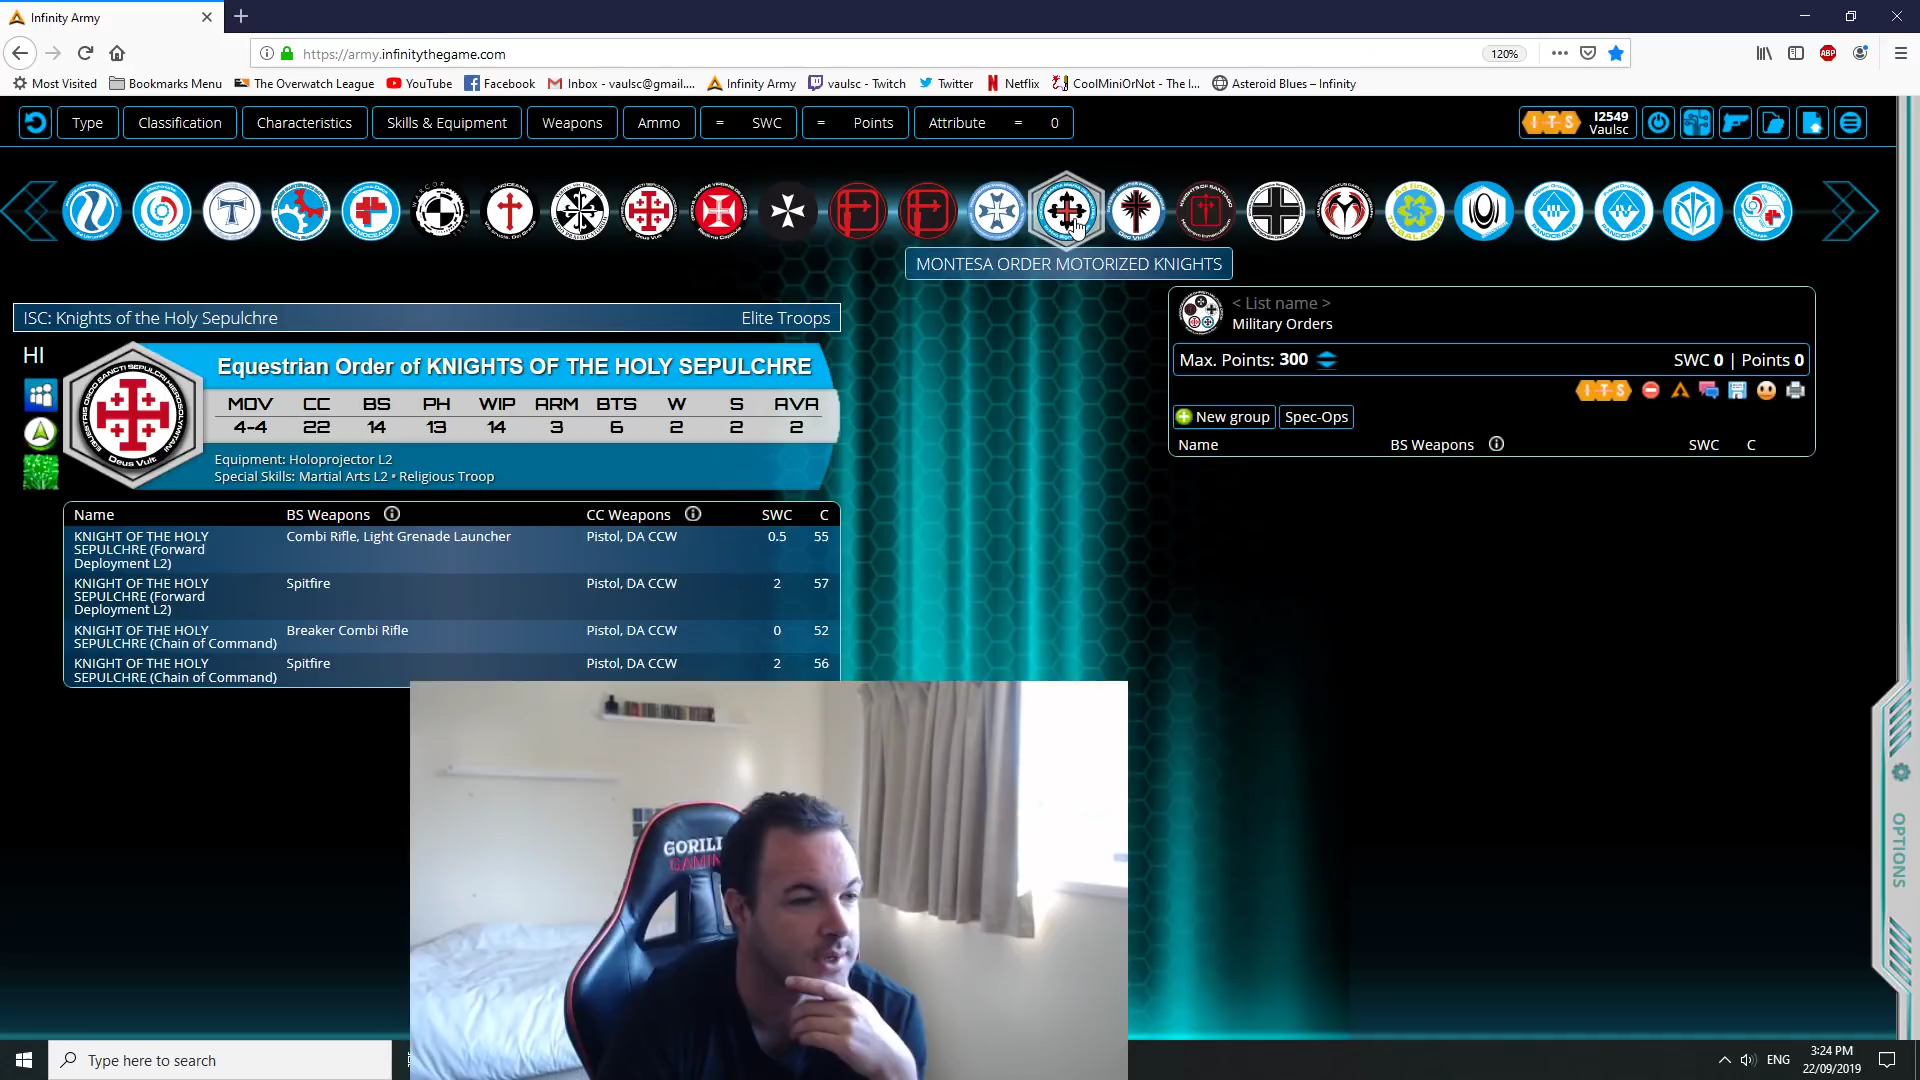 Infinity Army
https://army.infinitythegame.com
120%
Most Visited
Bookmarks Menu
The Overwatch League
YouTube
Facebook
Inbox - vaulsc@gmail....
Infinity Army
vaulsc - Twitch
Twitter
Netflix
CoolMiniOrNot - The I...
Asteroid Blues – Infinity
Type
Classification
Characteristics
Skills & Equipment
Weapons
Ammo
= SWC
= Points
Attribute = 0
ITS
I2549
Vaulsc
MONTESA ORDER MOTORIZED KNIGHTS
ISC: Knights of the Holy Sepulchre
Elite Troops
HI
Equestrian Order of KNIGHTS OF THE HOLY SEPULCHRE
MOV CC BS PH WIP ARM BTS W S AVA
4-4 22 14 13 14 3 6 2 2 2
Equipment: Holoprojector L2
Special Skills: Martial Arts L2 • Religious Troop
Deus Vult
Name BS Weapons CC Weapons SWC C
KNIGHT OF THE HOLY Combi Rifle, Light Grenade Launcher Pistol, DA CCW 0.5 55
SEPULCHRE (Forward
Deployment L2)
KNIGHT OF THE HOLY Spitfire Pistol, DA CCW 2 57
SEPULCHRE (Forward
Deployment L2)
KNIGHT OF THE HOLY Breaker Combi Rifle Pistol, DA CCW 0 52
SEPULCHRE (Chain of Command)
KNIGHT OF THE HOLY Spitfire Pistol, DA CCW 2 56
SEPULCHRE (Chain of Command)
< List name >
Military Orders
Max. Points: 300
SWC 0 | Points 0
ITS
New group
Spec-Ops
Name BS Weapons SWC C
OPTIONS
GORILL
GAMIN
Type here to search
ENG
3:24 PM
22/09/2019